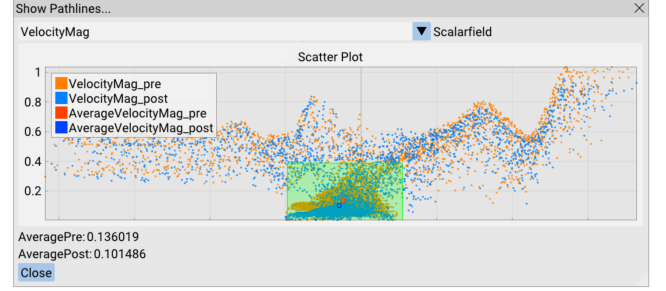 Show Pathlines...
VelocityMag
Scalarfield
Scatter Plot
1
0.8
0.6
0.4
0.2
VelocityMag_pre
VelocityMag_post
AverageVelocityMag_pre
AverageVelocityMag_post
AveragePre: 0.136019
AveragePost: 0.101486
Close